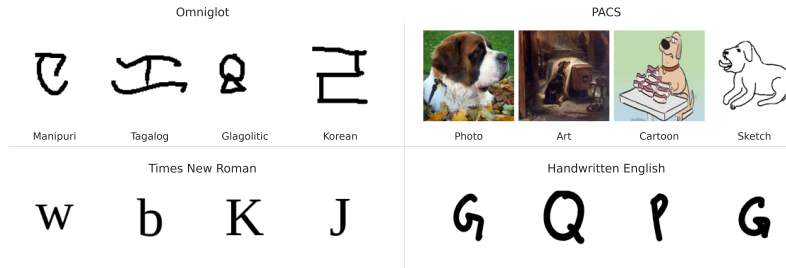 Omniglot
PACS
Manipuri Tagalog Glagolitic Korean
Photo Art Cartoon Sketch
Times New Roman
Handwritten English
w b K J
G Q P G